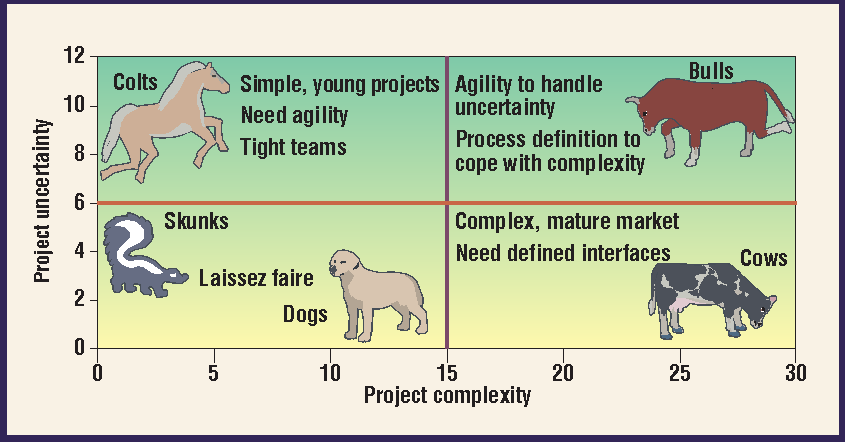 Project uncertainty
12
10
8
6
4
2
0
Colts
Simple, young projects
Need agility
Tight teams
Agility to handle
uncertainty
Process definition to
cope with complexity
Bulls
Skunks
Laissez faire
Dogs
Complex, mature market
Need defined interfaces
Cows
0 5 10 15 20 25 30
Project complexity